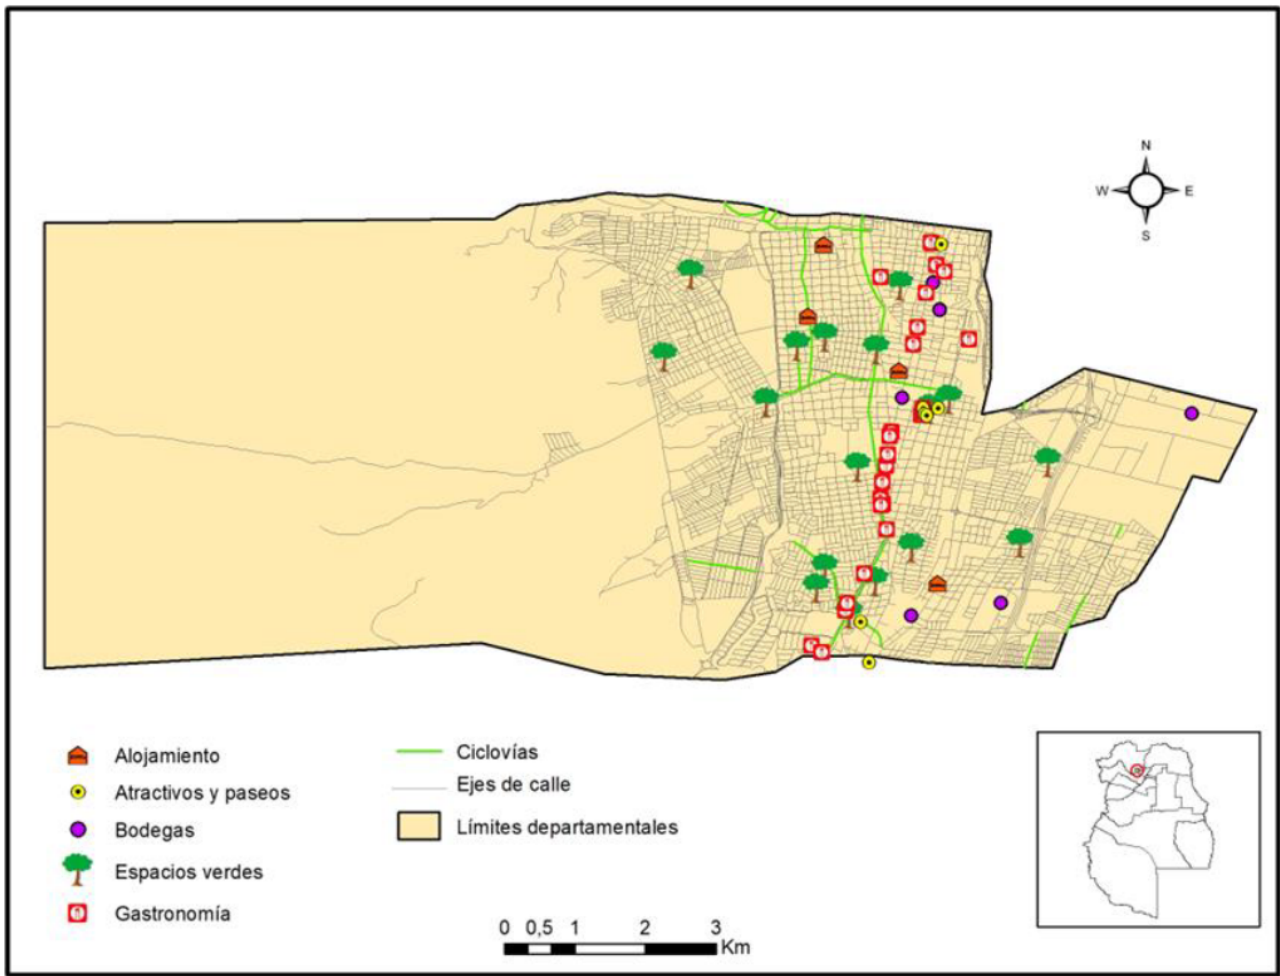 N
W E
S
Alojamiento
Atractivos y paseos
Bodegas
Espacios verdes
Gastronomía
Ciclovías
Ejes de calle
Límites departamentales
0 0,5 1 2 3
Km